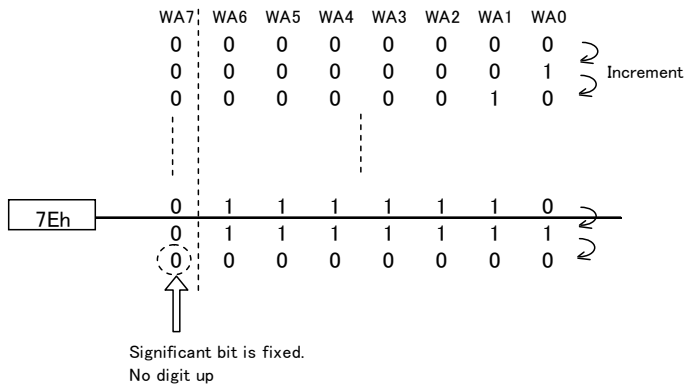 WA7 WA6 WA5 WA4 WA3 WA2 WA1 WA0
0 0 0 0 0 0 0 0
0 0 0 0 0 0 0 1 Increment
0 0 0 0 0 0 1 0
0 1 1 1 1 1 1 0
7Eh
0 1 1 1 1 1 1 1
0 0 0 0 0 0 0 0
Significant bit is fixed.
No digit up